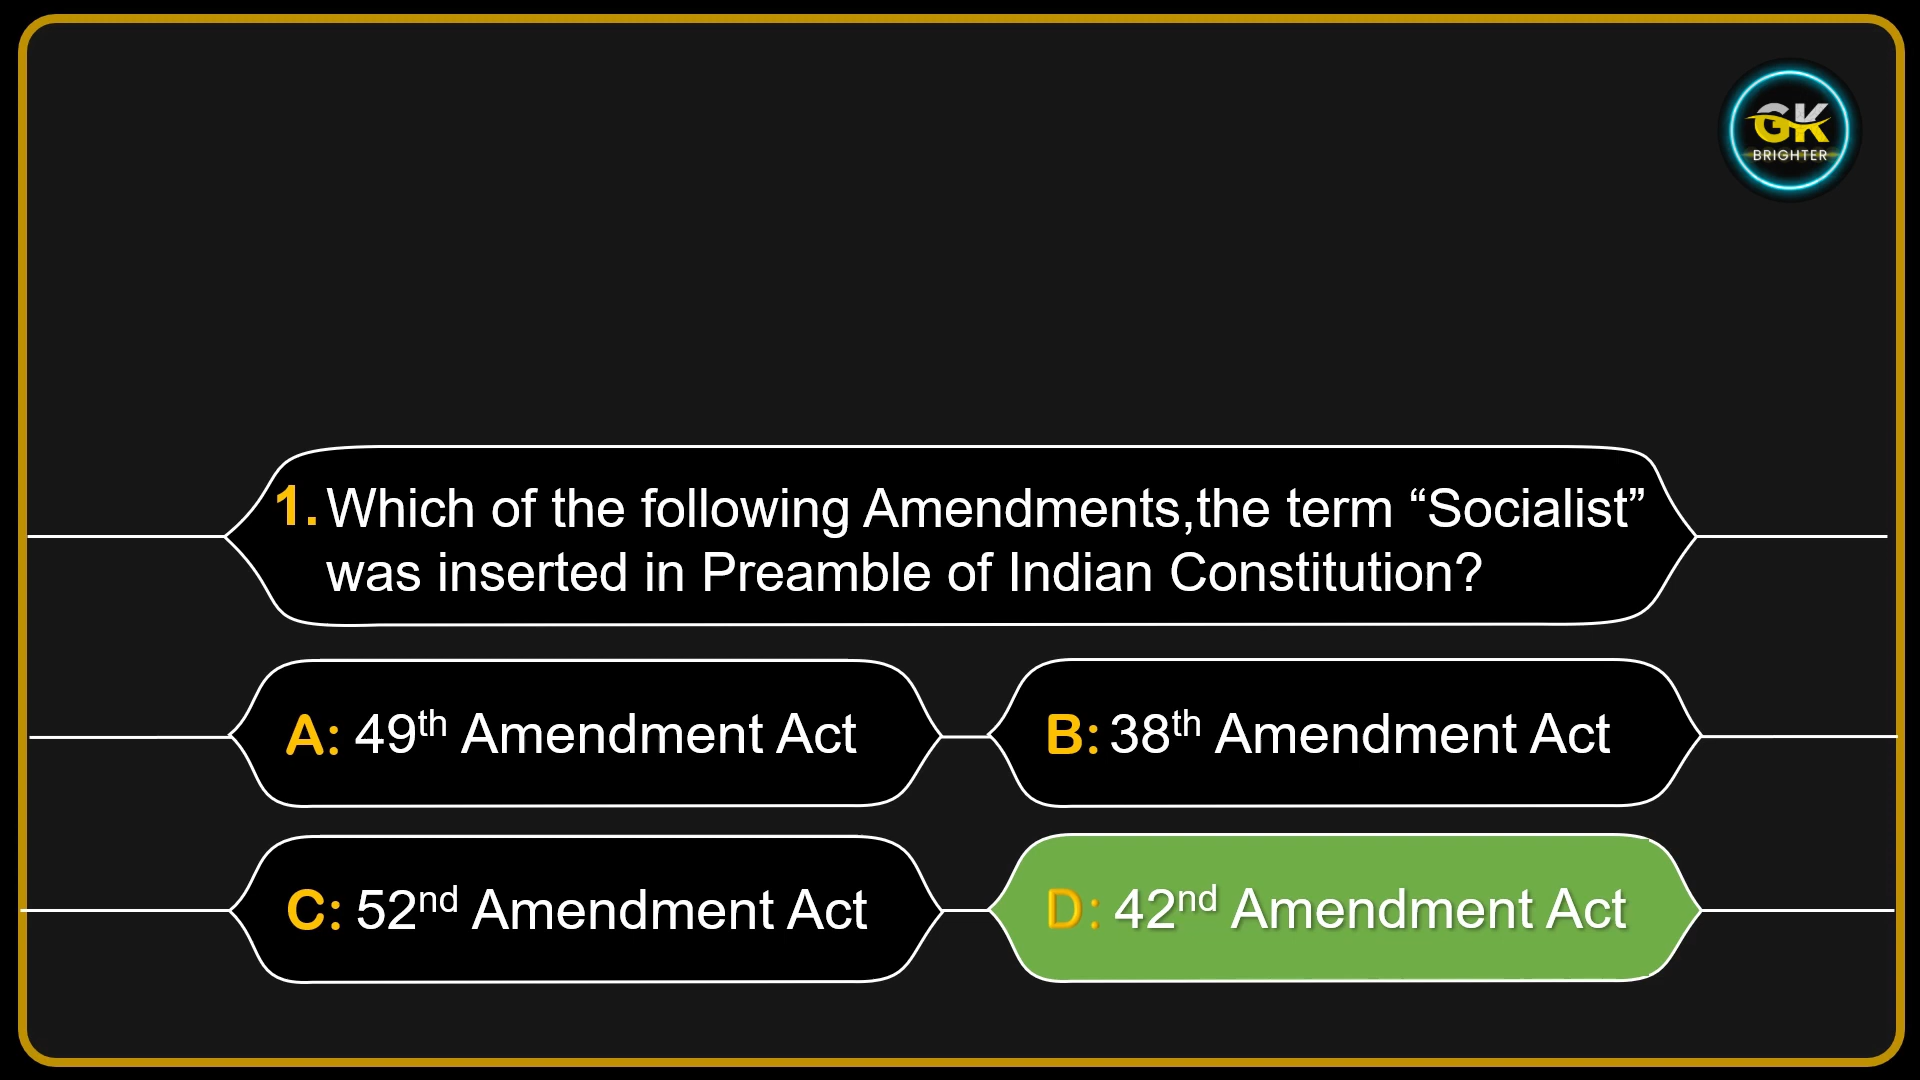 GK
BRIGHTER
1. Which of the following Amendments,the term “Socialist”
was inserted in Preamble of Indian Constitution?
A: 49th Amendment Act
B: 38th Amendment Act
C: 52nd Amendment Act
D: 42nd Amendment Act